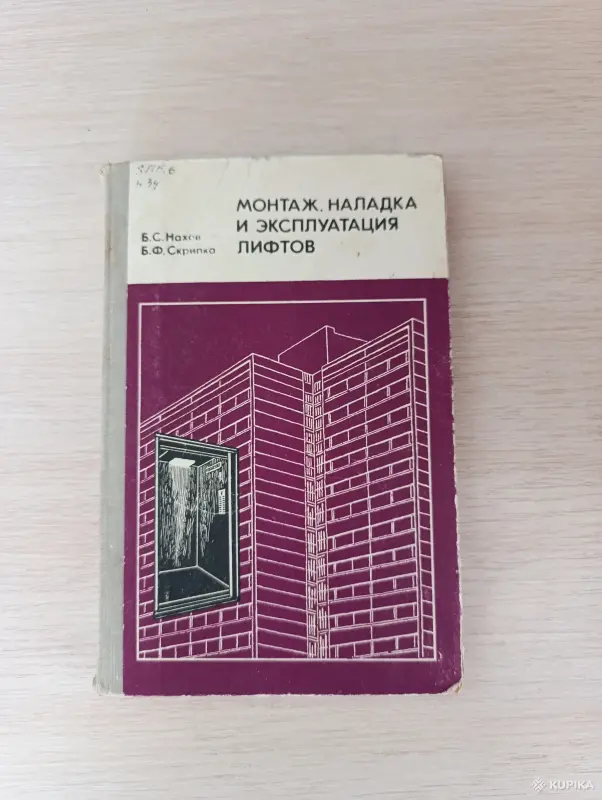 МОНТАЖ, НАЛАДКА
И ЭКСПЛУАТАЦИЯ
ЛИФТОВ
Б.С. Нахов
Б.Ф. Скрипка
KUPIKA